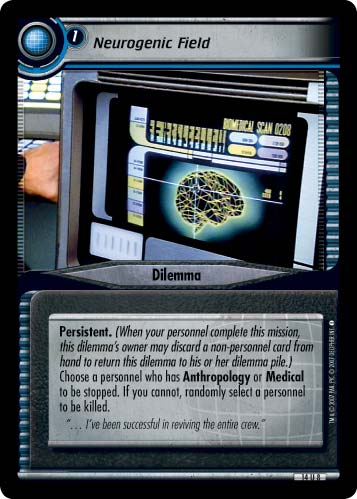 1
Neurogenic Field
BIOMEDICAL SCAN 0208
Dilemma
Persistent. (When your personnel complete this mission,
this dilemma's owner may discard a non-personnel card from
hand to return this dilemma to his or her dilemma pile.)
Choose a personnel who has Anthropology or Medical
to be stopped. If you cannot, randomly select a personnel
to be killed.
"… I've been successful in reviving the entire crew."
14 U 8